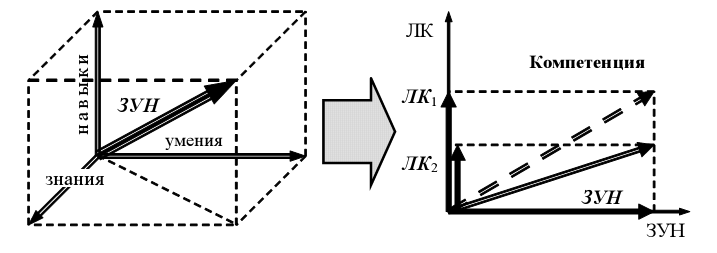 навыки
ЗУН
умения
знания
ЛК
Компетенция
ЛК1
ЛК2
ЗУН
ЗУН